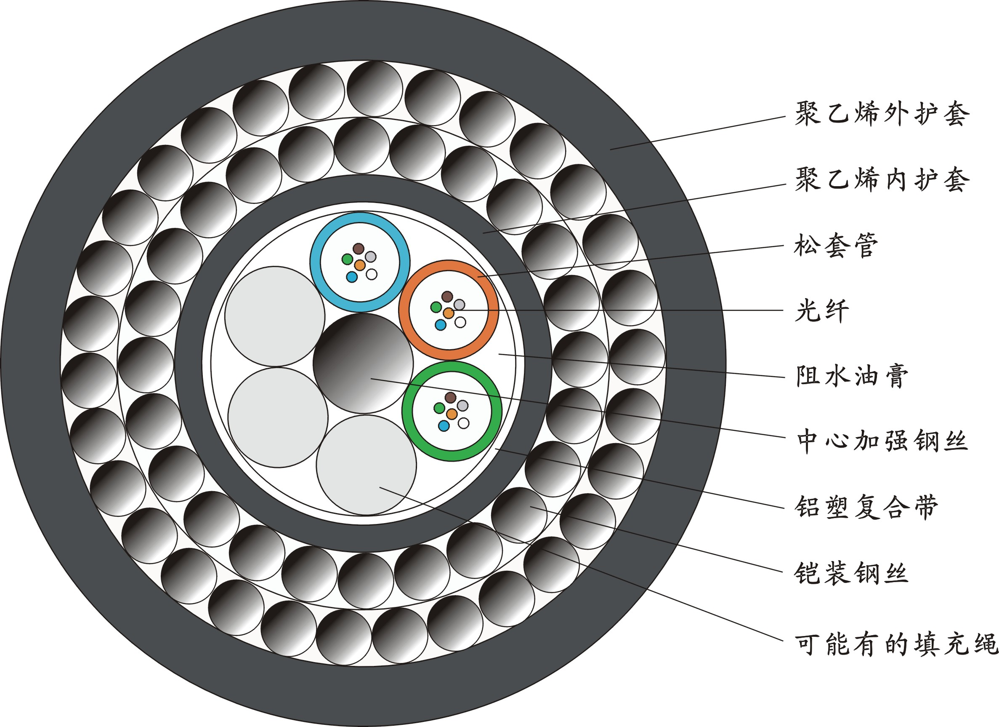 聚乙烯外护套
聚乙烯内护套
松套管
光纤
阻水油膏
中心加强钢丝
铝塑复合带
铠装钢丝
可能有的填充绳